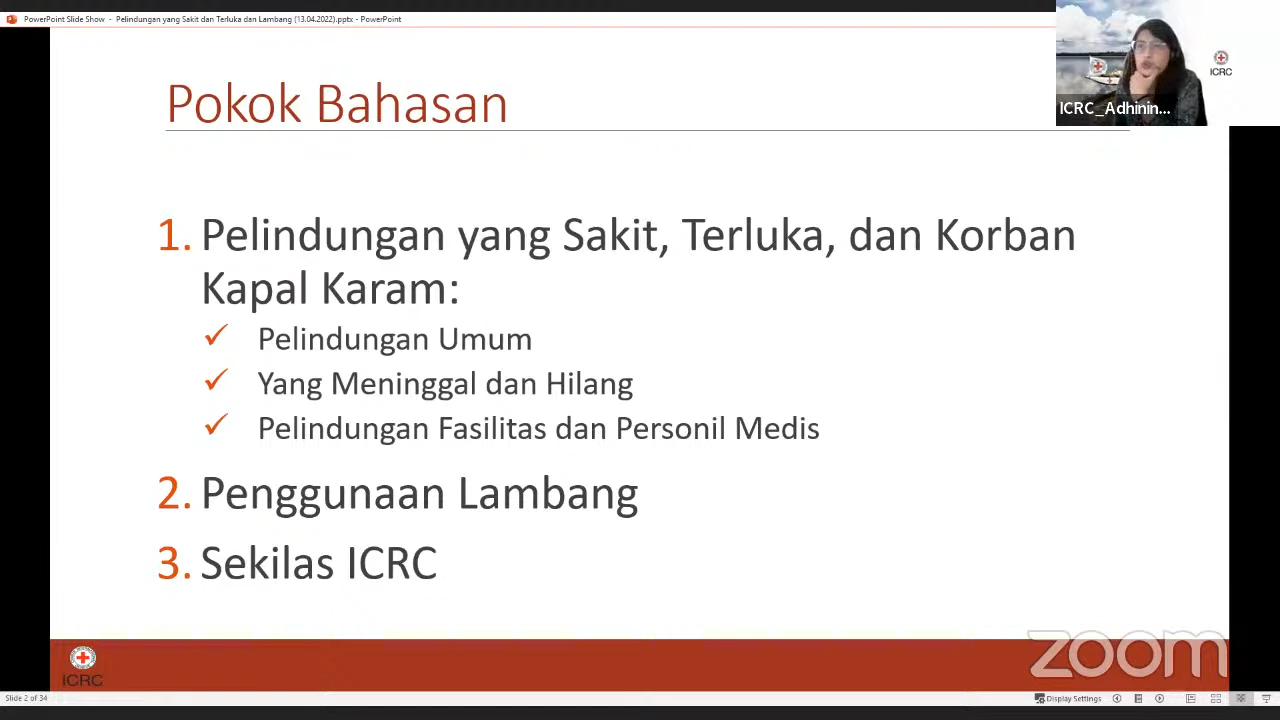 PowerPoint Slide Show - Pelindungan yang Sakit dan Terluka dan Lambang (13.04.2022).pptx - PowerPoint
ICRC
ICRC_Adhinin...
Pokok Bahasan
1. Pelindungan yang Sakit, Terluka, dan Korban
Kapal Karam:
✓ Pelindungan Umum
✓ Yang Meninggal dan Hilang
✓ Pelindungan Fasilitas dan Personil Medis
2. Penggunaan Lambang
3. Sekilas ICRC
ICRC
zoom
Slide 2 of 34
Display Settings